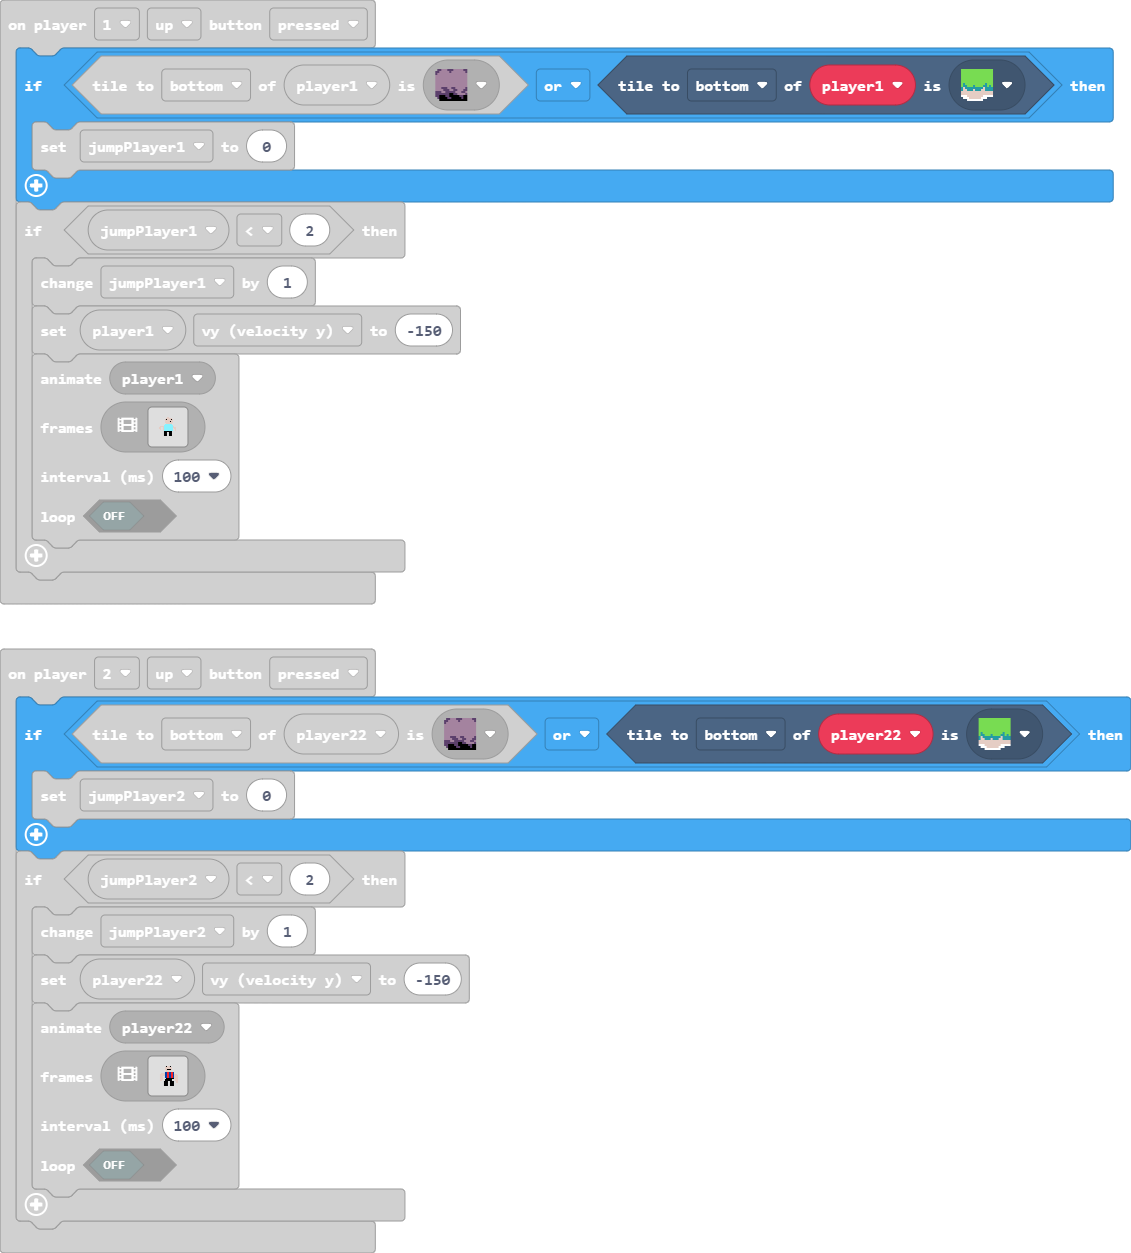 on player 1 up button pressed
if tile to bottom of player1 is or tile to bottom of player1 is then
set jumpPlayer1 to 0
if jumpPlayer1 < 2 then
change jumpPlayer1 by 1
set player1 vy (velocity y) to -150
animate player1
frames
interval (ms) 100
loop OFF
on player 2 up button pressed
if tile to bottom of player22 is or tile to bottom of player22 is then
set jumpPlayer2 to 0
if jumpPlayer2 < 2 then
change jumpPlayer2 by 1
set player22 vy (velocity y) to -150
animate player22
frames
interval (ms) 100
loop OFF